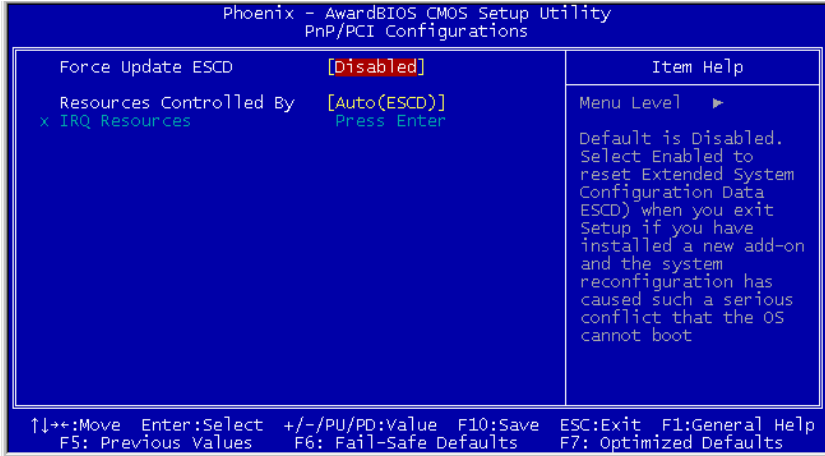 Phoenix - AwardBIOS CMOS Setup Utility
PnP/PCI Configurations
Force Update ESCD [Disabled]
Resources Controlled By [Auto(ESCD)]
x IRQ Resources Press Enter
Item Help
Menu Level ►
Default is Disabled.
Select Enabled to
reset Extended System
Configuration Data
ESCD) when you exit
Setup if you have
installed a new add-on
and the system
reconfiguration has
caused such a serious
conflict that the OS
cannot boot
↑↓→←:Move Enter:Select +/-/PU/PD:Value F10:Save ESC:Exit F1:General Help
F5: Previous Values F6: Fail-Safe Defaults F7: Optimized Defaults